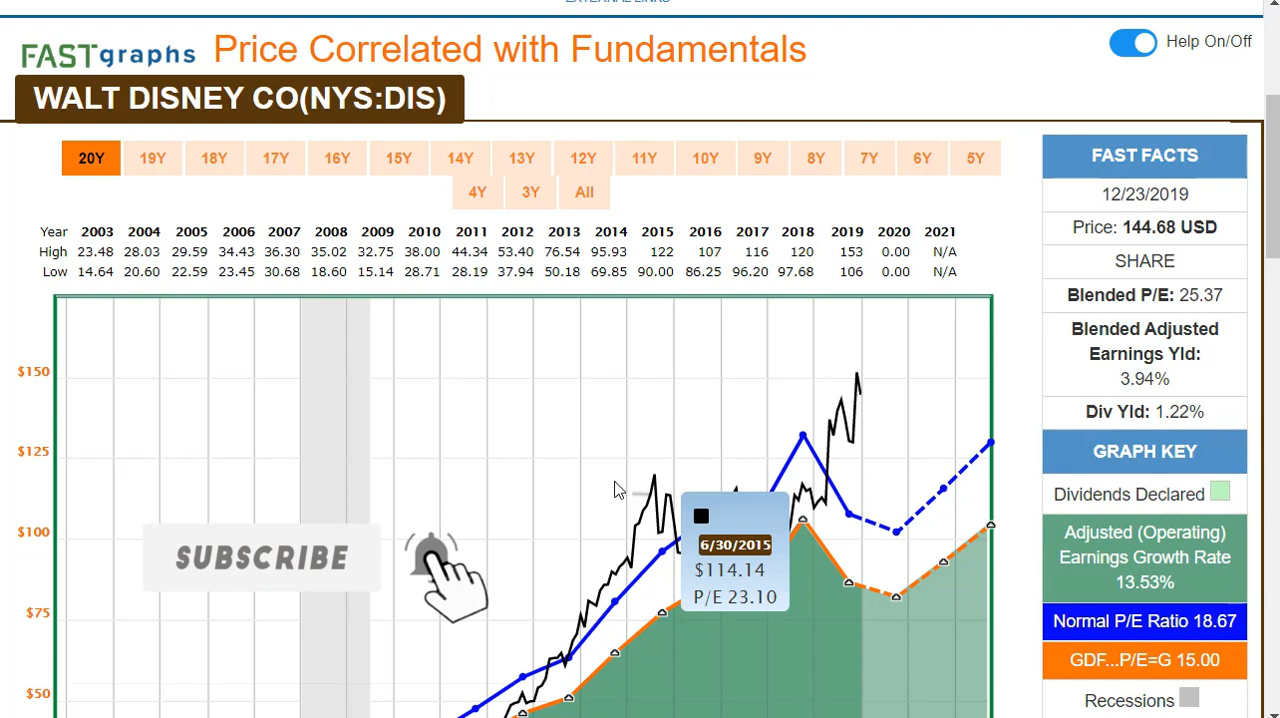 EXTERNAL LINKS
FASTgraphs Price Correlated with Fundamentals
Help On/Off
WALT DISNEY CO(NYS:DIS)
20Y 19Y 18Y 17Y 16Y 15Y 14Y 13Y 12Y 11Y 10Y 9Y 8Y 7Y 6Y 5Y
4Y 3Y All
Year 2003 2004 2005 2006 2007 2008 2009 2010 2011 2012 2013 2014 2015 2016 2017 2018 2019 2020 2021
High 23.48 28.03 29.59 34.43 36.30 35.02 32.75 38.00 44.34 53.40 76.54 95.93 122 107 116 120 153 0.00 N/A
Low 14.64 20.60 22.59 23.45 30.68 18.60 15.14 28.71 28.19 37.94 50.18 69.85 90.00 86.25 96.20 97.68 106 0.00 N/A
$150
$125
$100
$75
$50
SUBSCRIBE
6/30/2015
$114.14
P/E 23.10
FAST FACTS
12/23/2019
Price: 144.68 USD
SHARE
Blended P/E: 25.37
Blended Adjusted
Earnings Yld:
3.94%
Div Yld: 1.22%
GRAPH KEY
Dividends Declared
Adjusted (Operating)
Earnings Growth Rate
13.53%
Normal P/E Ratio 18.67
GDF...P/E=G 15.00
Recessions